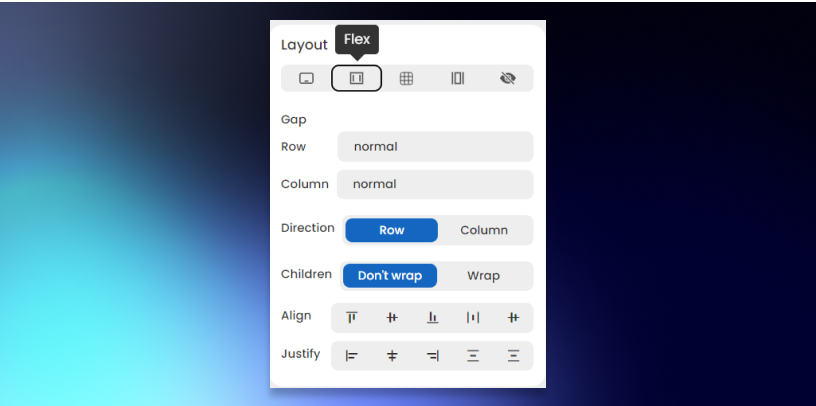 Layout
Flex
Gap
Row normal
Column normal
Direction Row Column
Children Don't wrap Wrap
Align
Justify